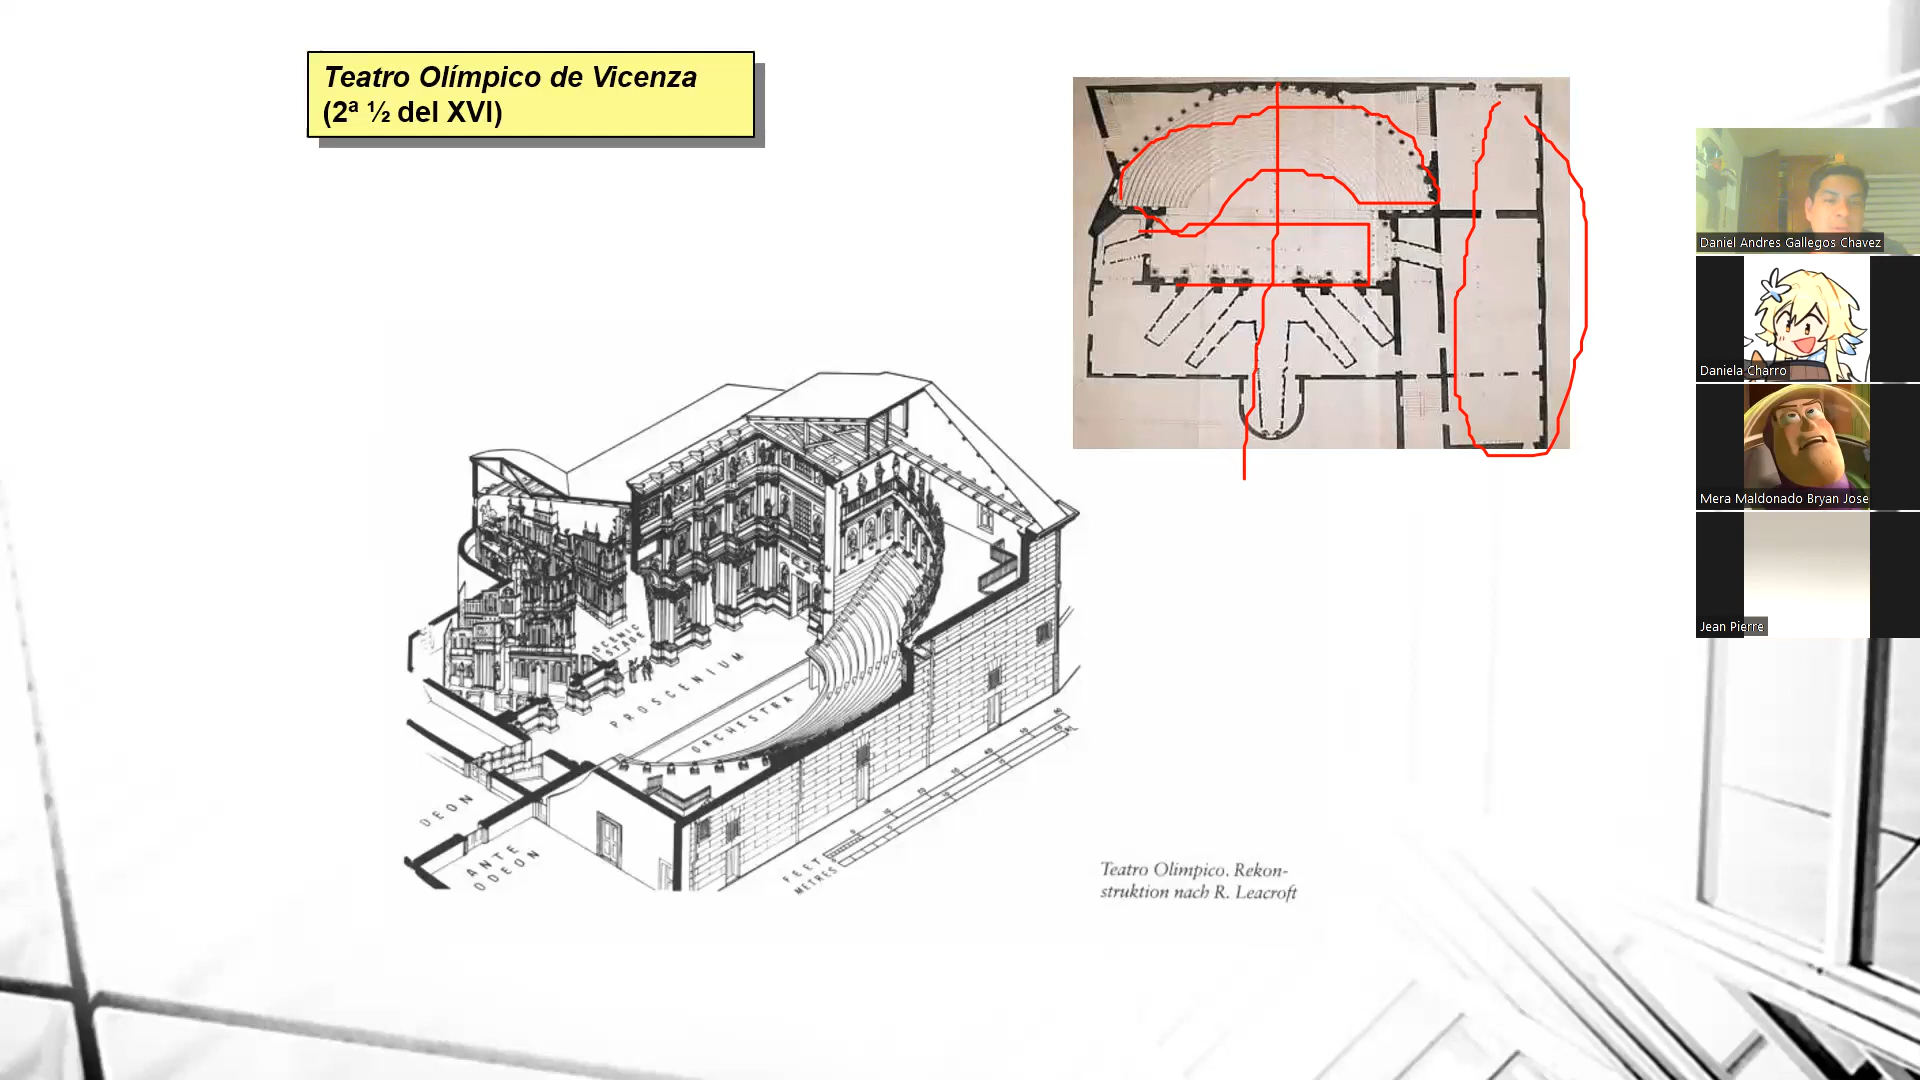 Teatro Olímpico de Vicenza
(2ª ½ del XVI)
Daniel Andres Gallegos Chavez
Daniela Charro
Mera Maldonado Bryan Jose
Jean Pierre
SCENIC
STAGE
PROSCENIUM
ORCHESTRA
ODEON
ANTE
ODEON
FEET
METRES
Teatro Olimpico. Rekon-
struktion nach R. Leacroft